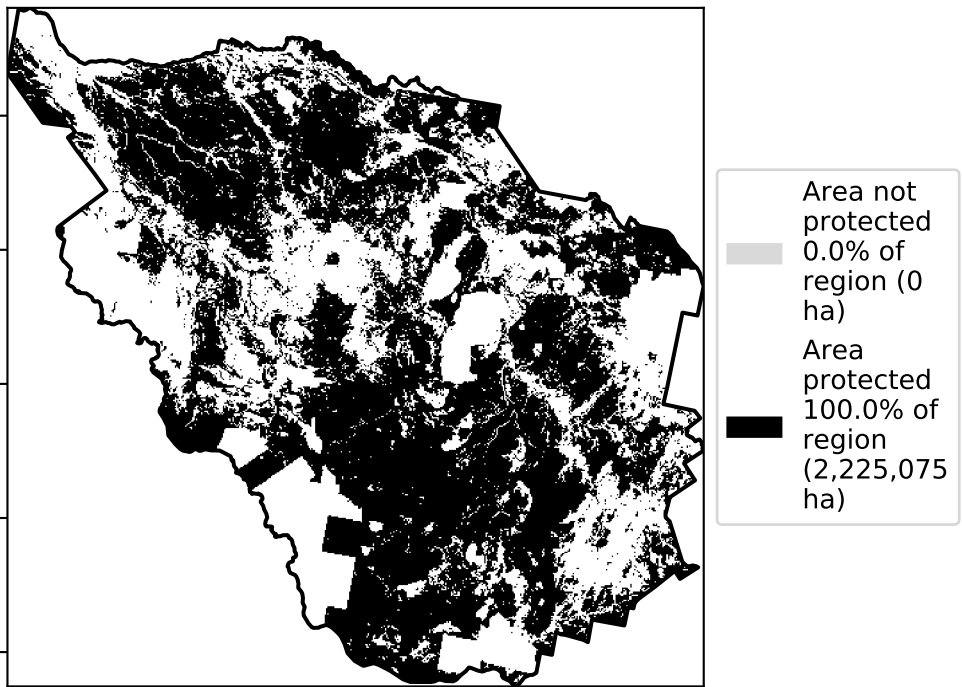 Area not
protected
0.0% of
region (0
ha)
Area
protected
100.0% of
region
(2,225,075
ha)